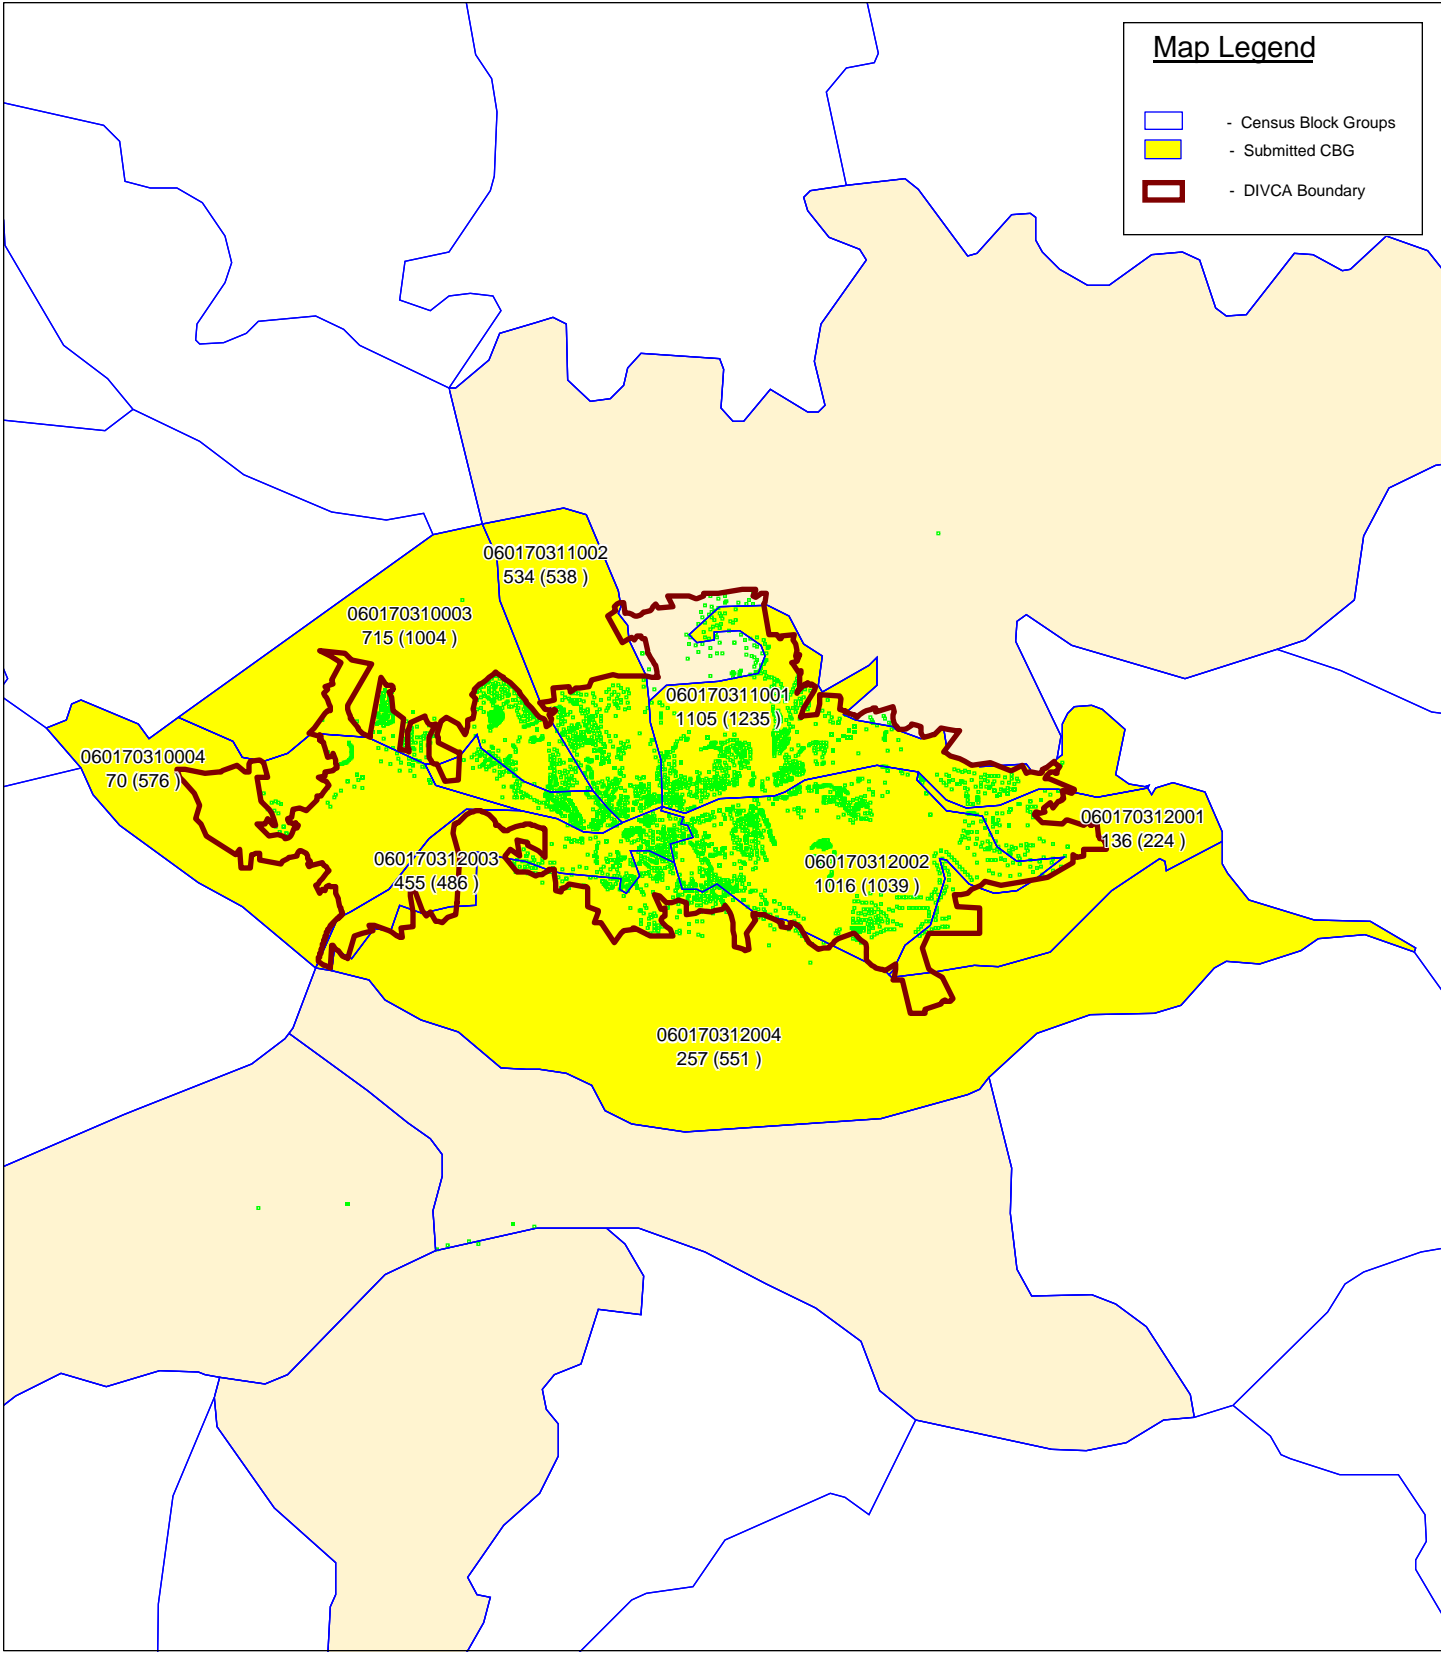 Map Legend
- Census Block Groups
- Submitted CBG
- DIVCA Boundary
060170311002
534 (538 )
060170310003
715 (1004 )
060170311001
1105 (1235 )
060170310004
70 (576 )
060170312001
136 (224 )
060170312003
455 (486 )
060170312002
1016 (1039 )
060170312004
257 (551 )